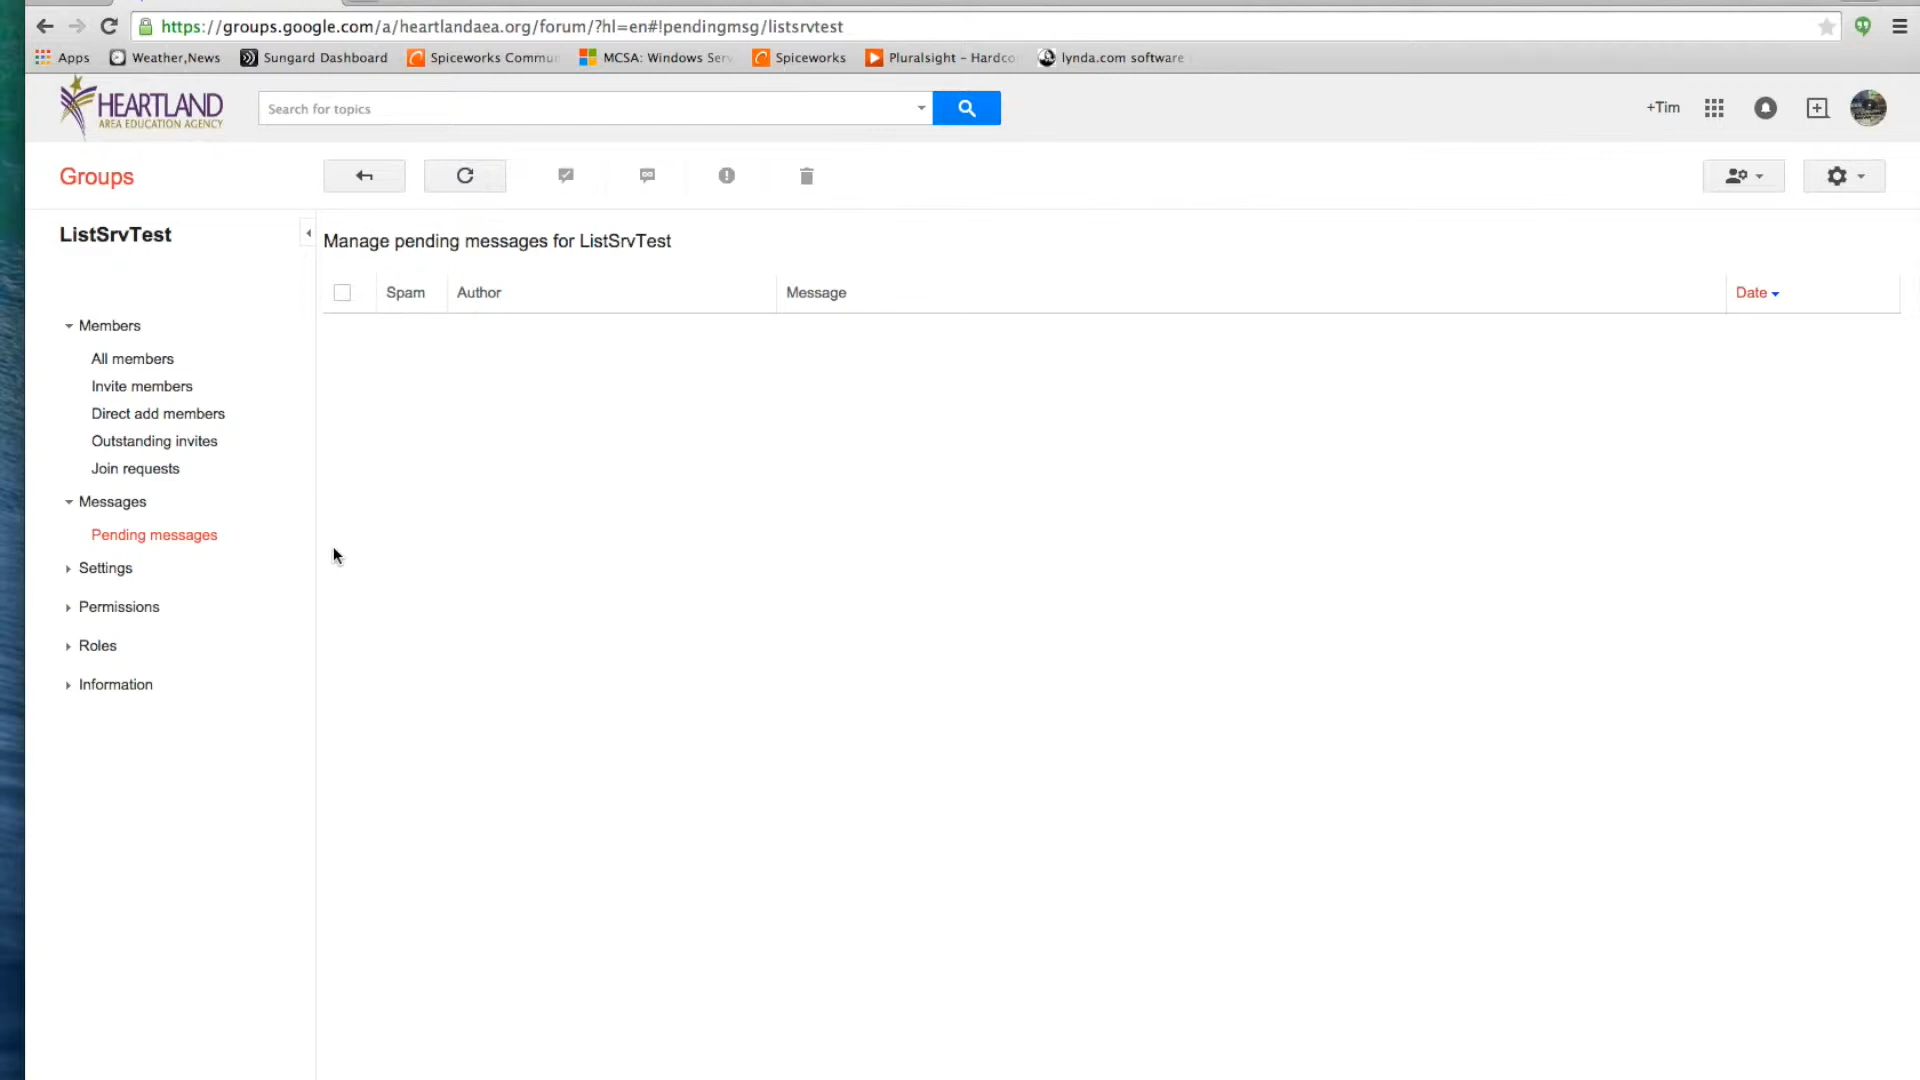 https://groups.google.com/a/heartlandaea.org/forum/?hl=en#!pendingmsg/listsrvtest
Apps Weather,News Sungard Dashboard Spiceworks Commu MCSA: Windows Serv Spiceworks Pluralsight - Hardco lynda.com software
HEARTLAND
AREA EDUCATION AGENCY
Search for topics
+Tim
Groups
ListSrvTest
Manage pending messages for ListSrvTest
Spam Author Message Date
Members
All members
Invite members
Direct add members
Outstanding invites
Join requests
Messages
Pending messages
Settings
Permissions
Roles
Information